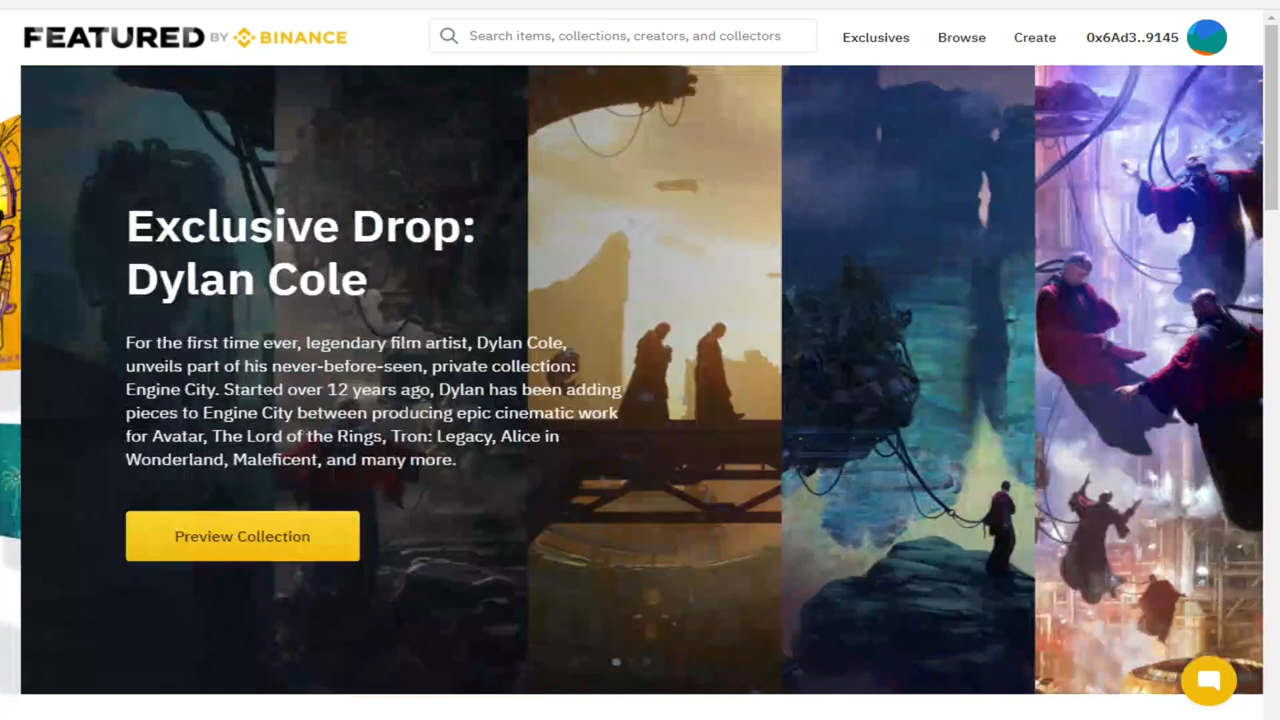 FEATURED BY BINANCE
Search items, collections, creators, and collectors
Exclusives
Browse
Create
0x6Ad3..9145
Exclusive Drop:
Dylan Cole
For the first time ever, legendary film artist, Dylan Cole,
unveils part of his never-before-seen, private collection:
Engine City. Started over 12 years ago, Dylan has been adding
pieces to Engine City between producing epic cinematic work
for Avatar, The Lord of the Rings, Tron: Legacy, Alice in
Wonderland, Maleficent, and many more.
Preview Collection